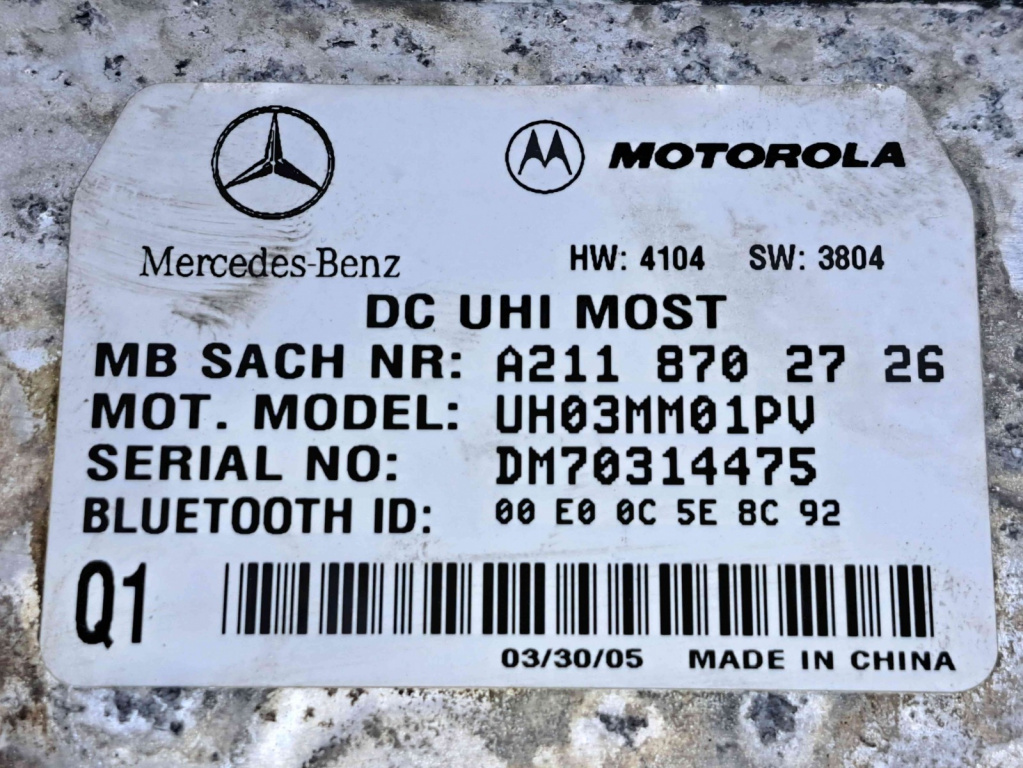 MOTOROLA
Mercedes-Benz
HW: 4104 SW: 3804
DC UHI MOST
MB SACH NR: A211 870 27 26
MOT. MODEL: UH03MM01PV
SERIAL NO: DM70314475
BLUETOOTH ID: 00 E0 0C 5E 8C 92
Q1
03/30/05 MADE IN CHINA